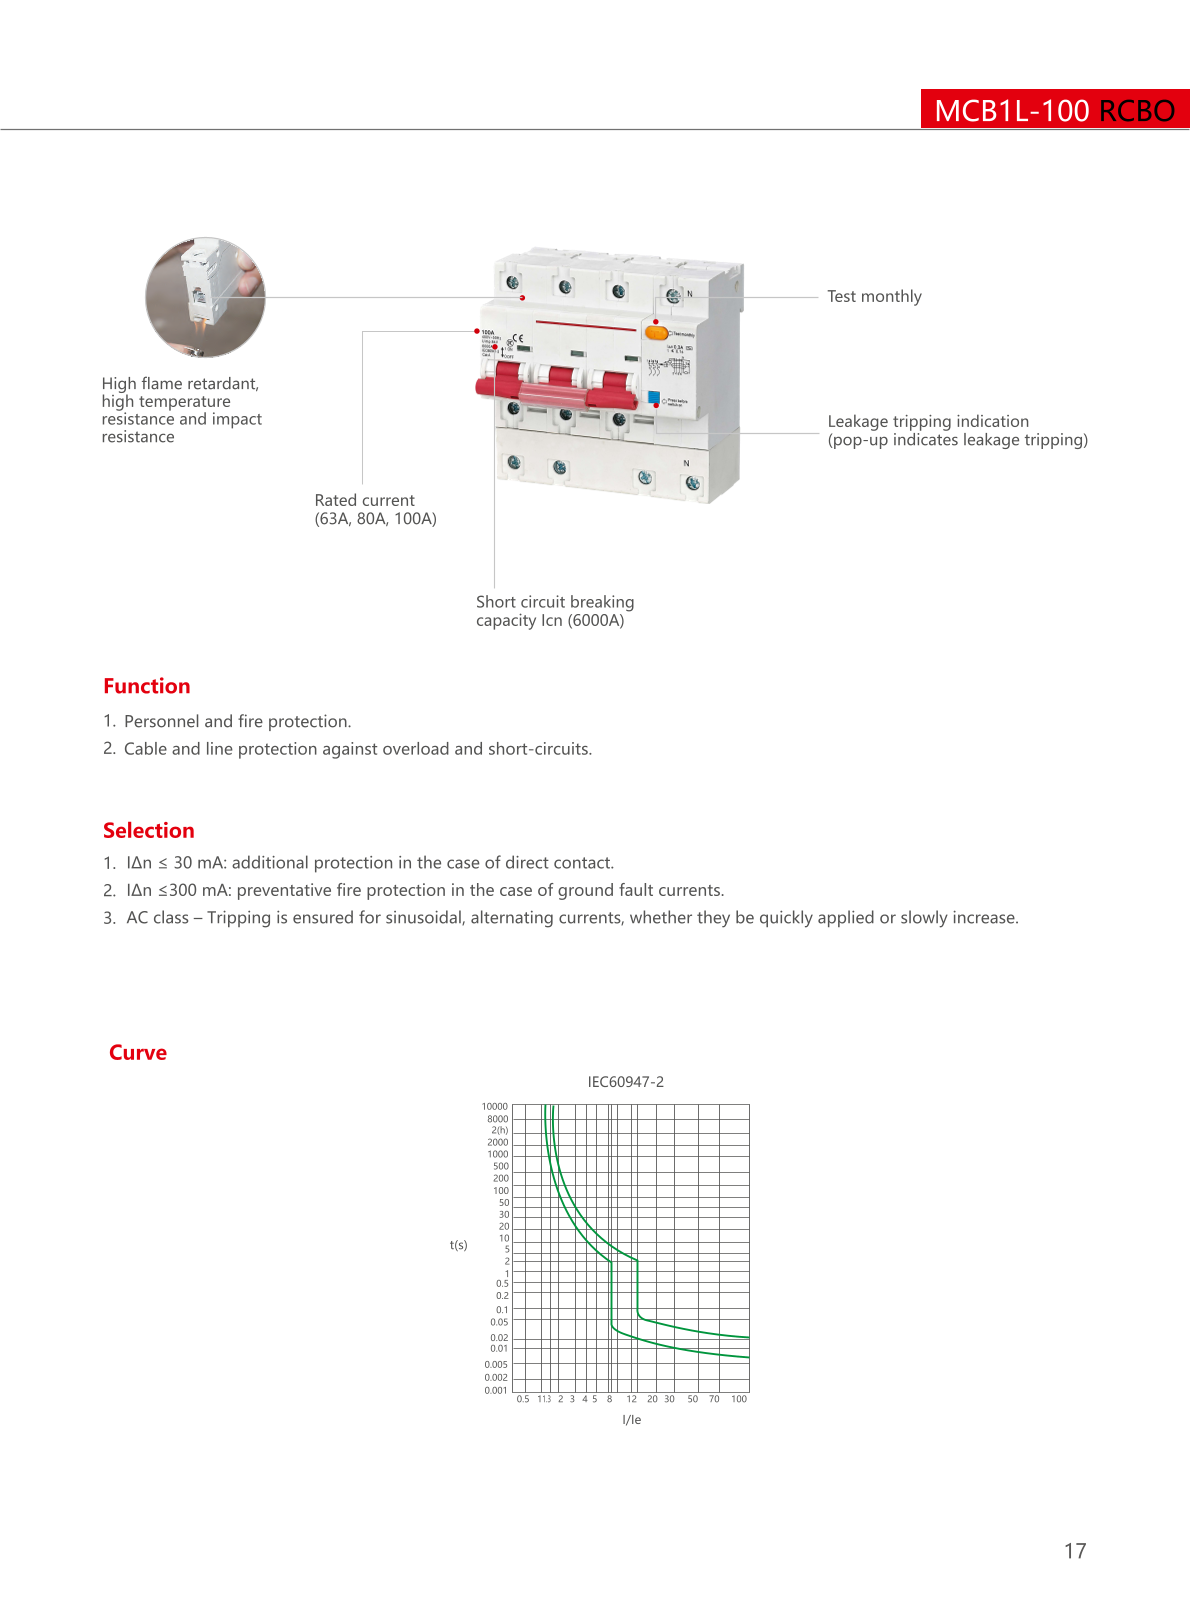 MCB1L-100 RCBO
Test monthly
High flame retardant,
high temperature
resistance and impact
resistance
100A
CE
N
Test monthly
Leakage tripping indication
(pop-up indicates leakage tripping)
N
Rated current
(63A, 80A, 100A)
Short circuit breaking
capacity Icn (6000A)
Function
1. Personnel and fire protection.
2. Cable and line protection against overload and short-circuits.
Selection
1. IΔn ≤ 30 mA: additional protection in the case of direct contact.
2. IΔn ≤300 mA: preventative fire protection in the case of ground fault currents.
3. AC class – Tripping is ensured for sinusoidal, alternating currents, whether they be quickly applied or slowly increase.
Curve
IEC60947-2
10000
8000
2(h)
2000
1000
500
200
100
50
30
20
10
5
2
1
0.5
0.2
0.1
0.05
0.02
0.01
0.005
0.002
0.001
t(s)
0.5 1 1.3 2 3 4 5 8 12 20 30 50 70 100
I/Ie
17